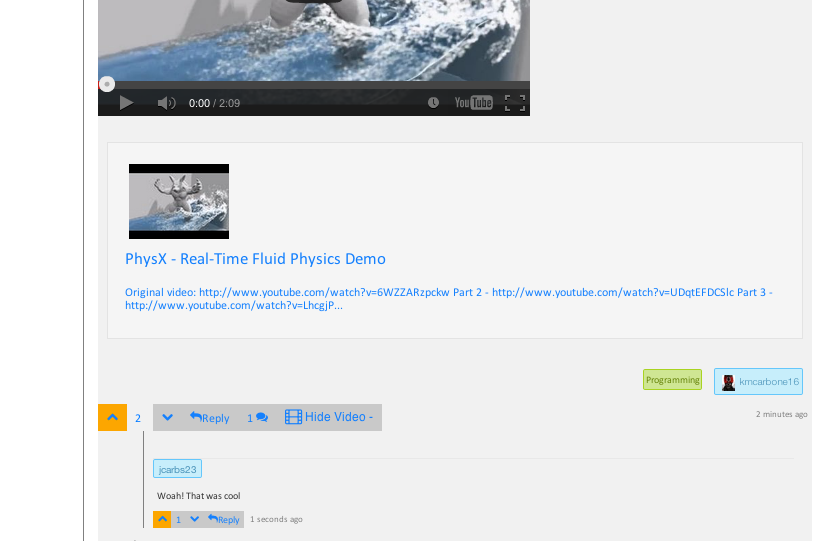 0:00 / 2:09
YouTube
PhysX - Real-Time Fluid Physics Demo
Original video: http://www.youtube.com/watch?v=6WZZARzpckw Part 2 - http://www.youtube.com/watch?v=UDqtEFDCSlc Part 3 -
http://www.youtube.com/watch?v=LhcgjP...
Programming
kmcarbone16
2
Reply
1
Hide Video -
2 minutes ago
jcarbs23
Woah! That was cool
1
Reply
1 seconds ago